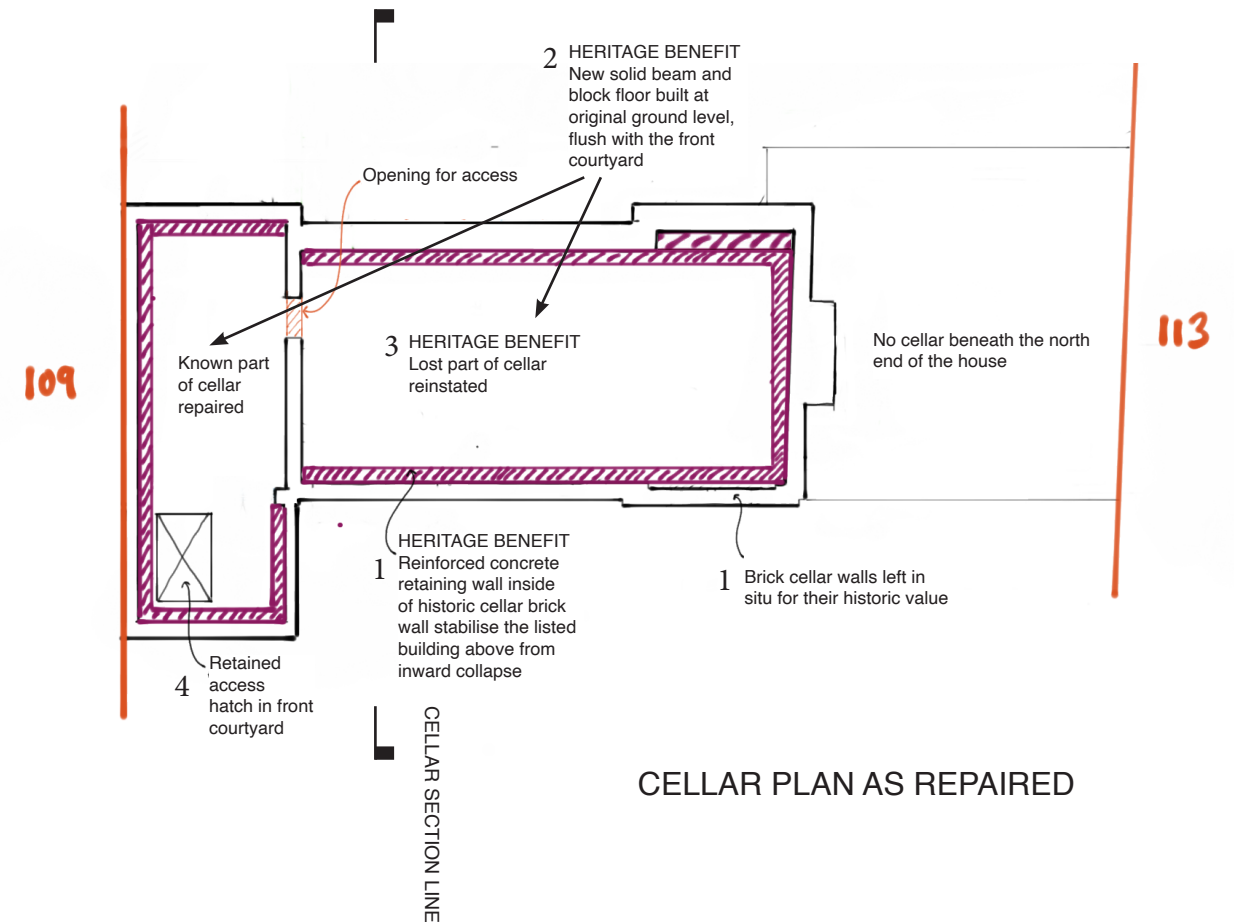 2 HERITAGE BENEFIT
New solid beam and
block floor built at
original ground level,
flush with the front
courtyard
Opening for access
109
Known part
of cellar
repaired
3 HERITAGE BENEFIT
Lost part of cellar
reinstated
No cellar beneath the north
end of the house
113
HERITAGE BENEFIT
1 Reinforced concrete
retaining wall inside
of historic cellar brick
wall stabilise the listed
building above from
inward collapse
1 Brick cellar walls left in
situ for their historic value
4 Retained
access
hatch in front
courtyard
CELLAR SECTION LINE
CELLAR PLAN AS REPAIRED